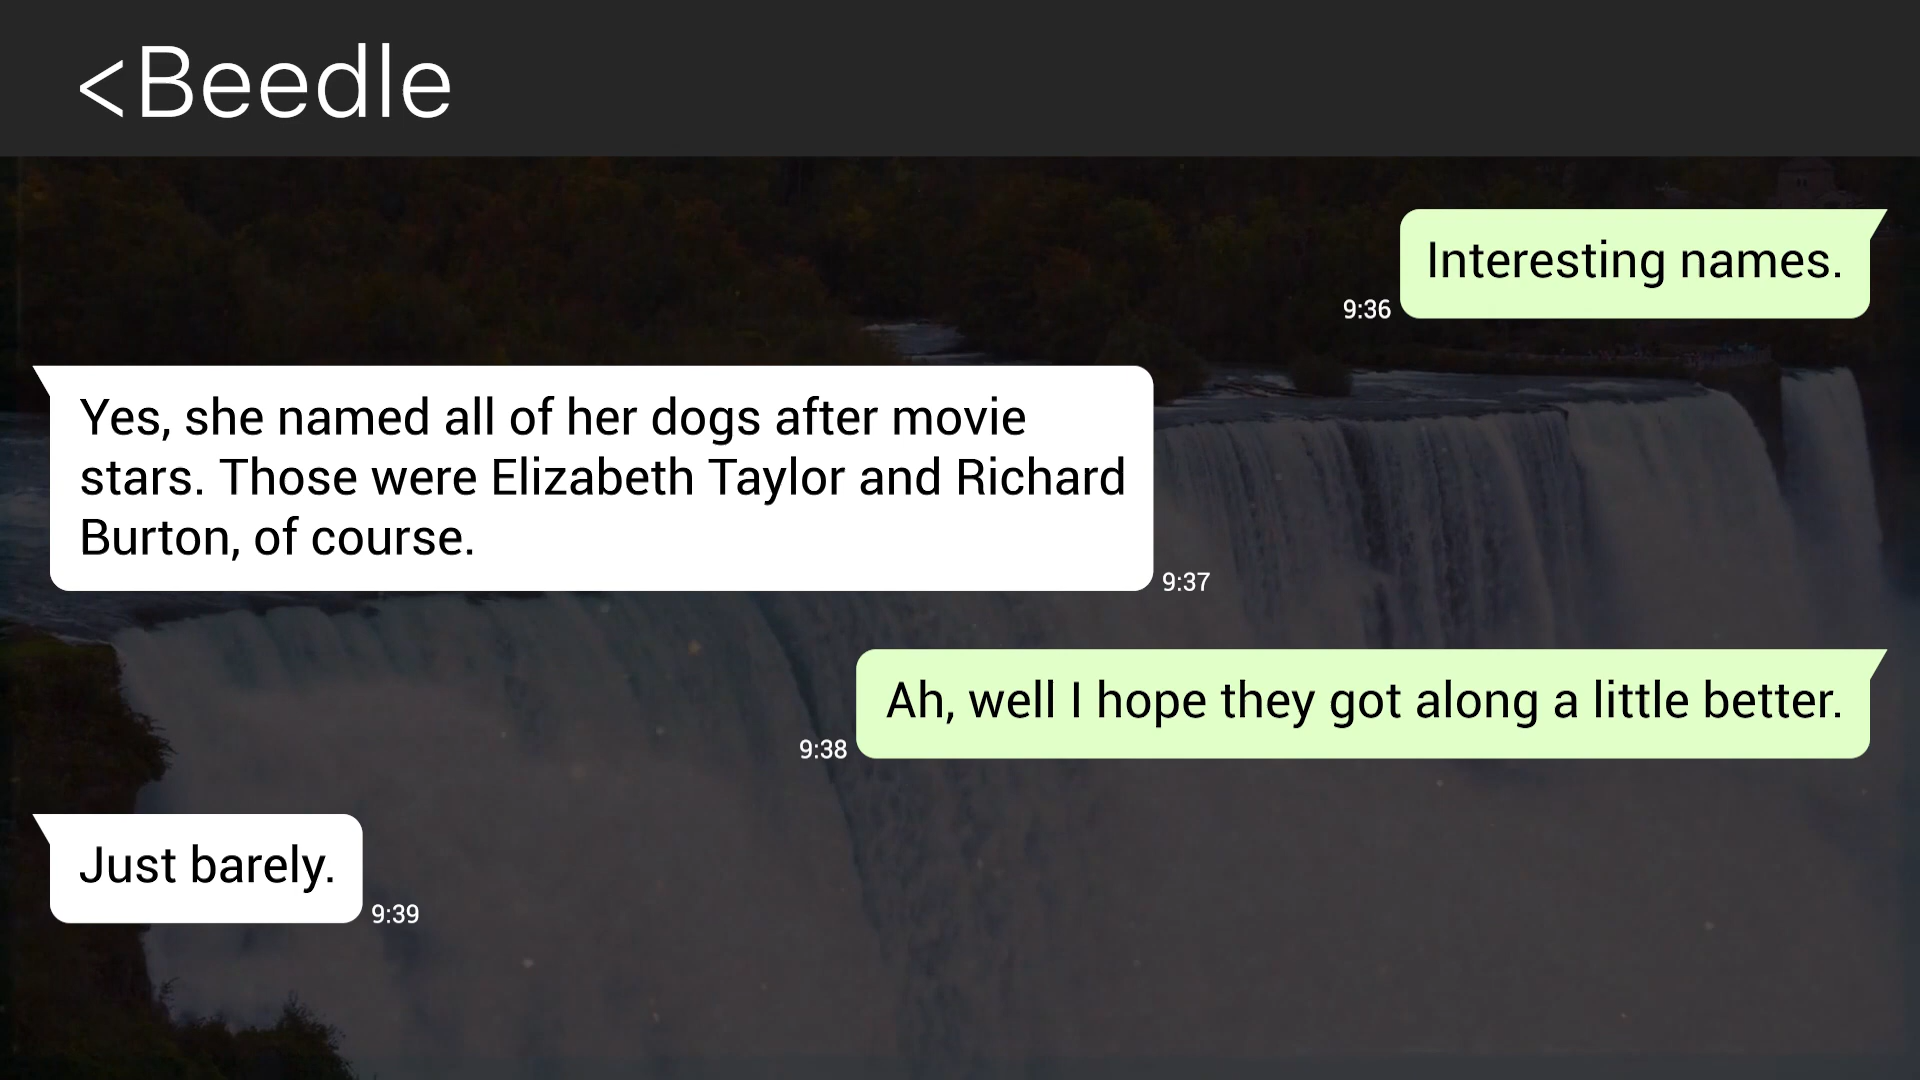 <Beedle
Interesting names.
9:36
Yes, she named all of her dogs after movie
stars. Those were Elizabeth Taylor and Richard
Burton, of course.
9:37
Ah, well I hope they got along a little better.
9:38
Just barely.
9:39